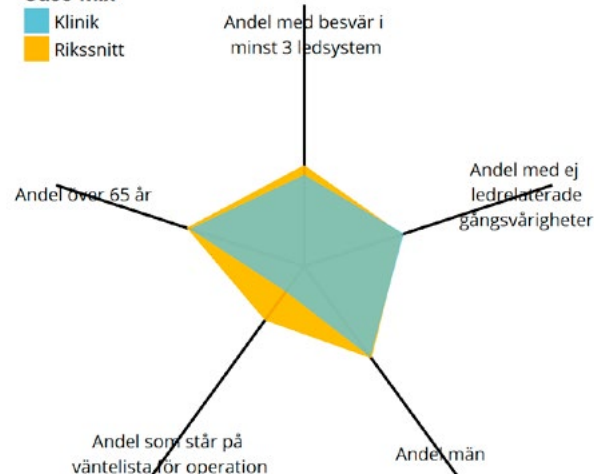 Klinik
Rikssnitt
Andel med besvär i
minst 3 ledsystem
Andel med ej
ledrelaterade
gångsvårigheter
Andel över 65 år
Andel som står på
väntelista för operation
Andel män